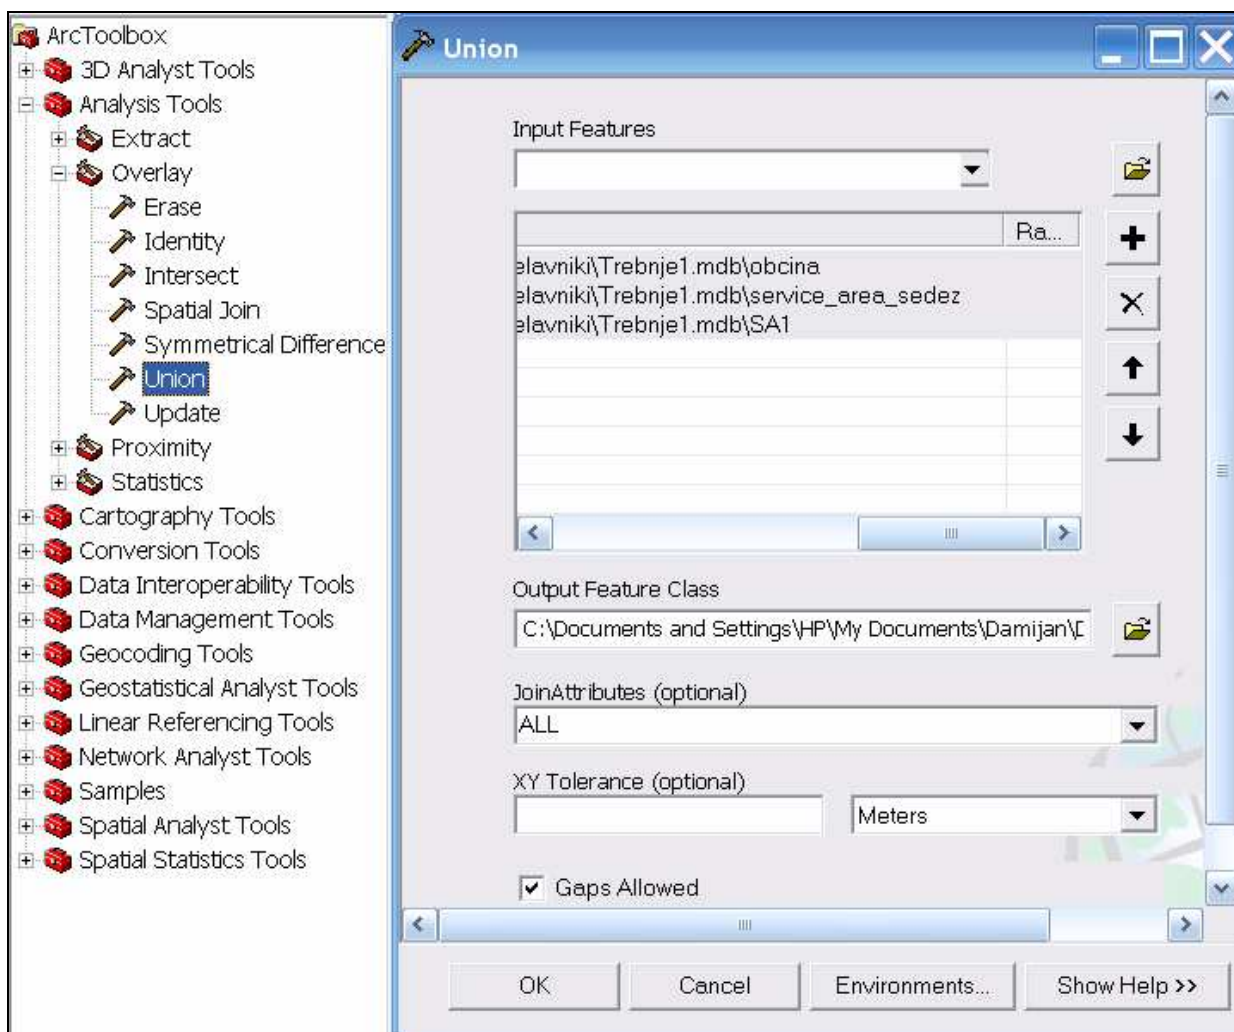 ArcToolbox
3D Analyst Tools
Analysis Tools
Extract
Overlay
Erase
Identity
Intersect
Spatial Join
Symmetrical Difference
Union
Update
Proximity
Statistics
Cartography Tools
Conversion Tools
Data Interoperability Tools
Data Management Tools
Geocoding Tools
Geostatistical Analyst Tools
Linear Referencing Tools
Network Analyst Tools
Samples
Spatial Analyst Tools
Spatial Statistics Tools
Union
Input Features
Ra...
elavniki\Trebnje1.mdb\obcina
elavniki\Trebnje1.mdb\service_area_sedez
elavniki\Trebnje1.mdb\SA1
Output Feature Class
C:\Documents and Settings\HP\My Documents\Damijan\D
JoinAttributes (optional)
ALL
XY Tolerance (optional)
Meters
Gaps Allowed
OK
Cancel
Environments...
Show Help >>